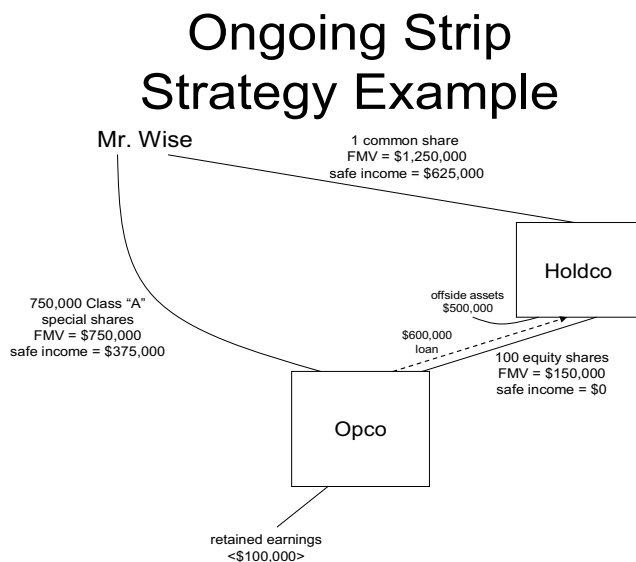 Ongoing Strip
Strategy Example
Mr. Wise
1 common share
FMV = $1,250,000
safe income = $625,000
Holdco
offside assets
$500,000
750,000 Class “A”
special shares
FMV = $750,000
safe income = $375,000
$600,000
loan
100 equity shares
FMV = $150,000
safe income = $0
Opco
retained earnings
<$100,000>